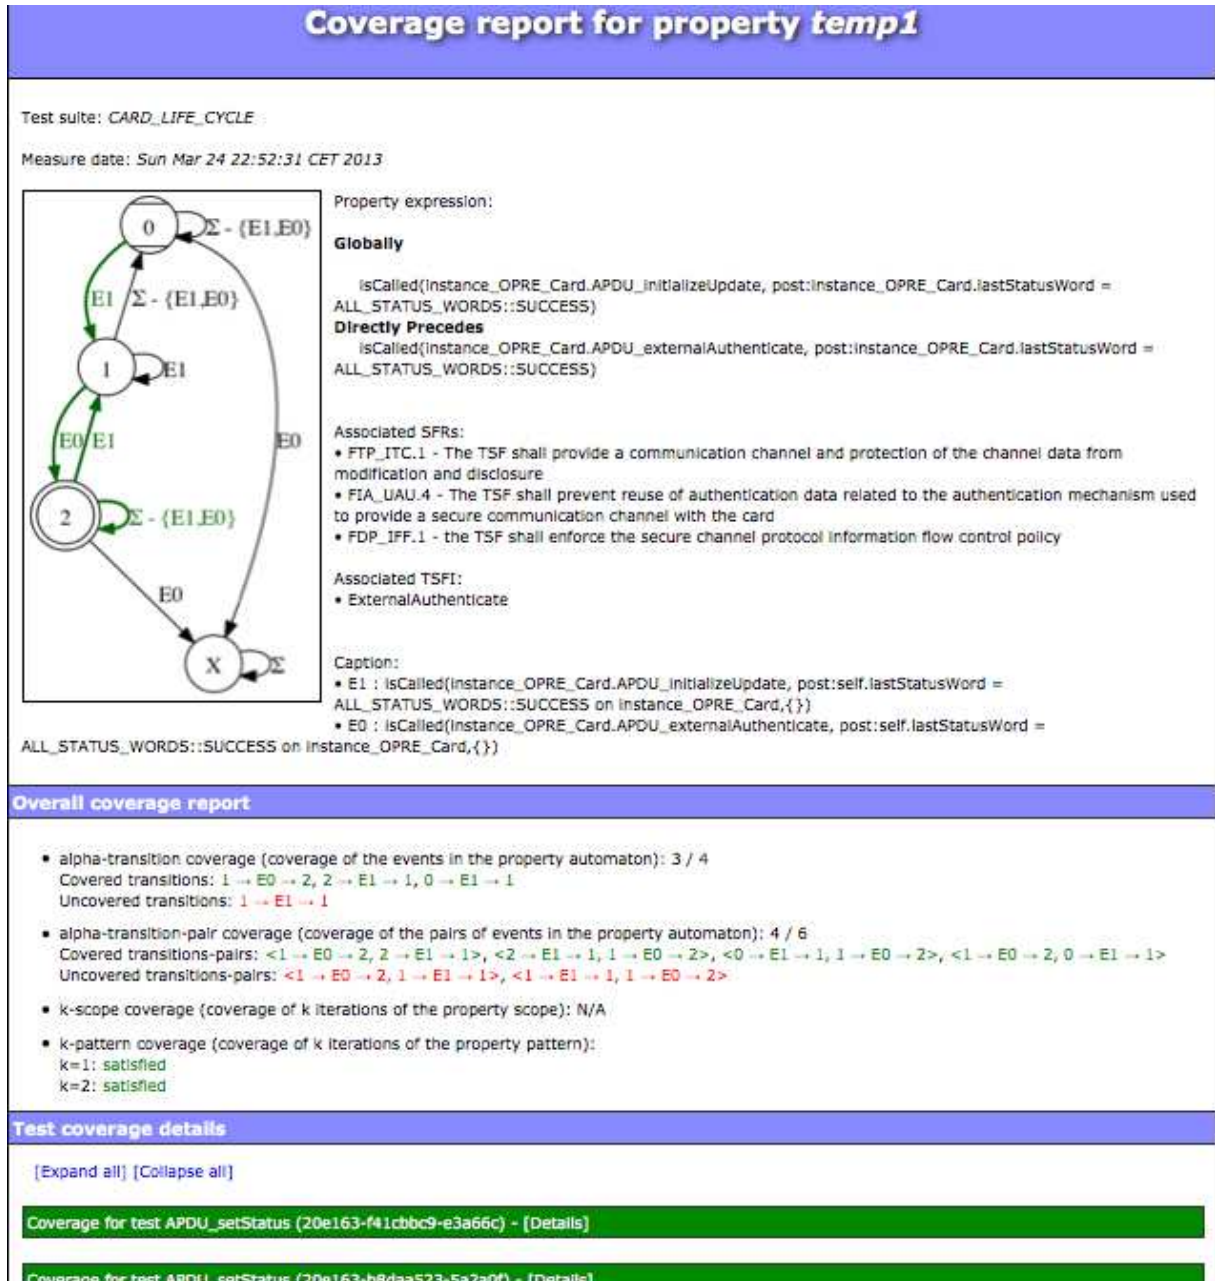 Coverage report for property temp1
Test suite: CARD_LIFE_CYCLE
Measure date: Sun Mar 24 22:52:31 CET 2013
0
Σ - {E1,E0}
E1
Σ - {E1,E0}
1
E1
E0
E1
E0
2
Σ - {E1,E0}
E0
X
Σ
Property expression:
Globally
isCalled(instance_OPRE_Card.APDU_initializeUpdate, post:instance_OPRE_Card.lastStatusWord =
ALL_STATUS_WORDS::SUCCESS)
Directly Precedes
isCalled(instance_OPRE_Card.APDU_externalAuthenticate, post:instance_OPRE_Card.lastStatusWord =
ALL_STATUS_WORDS::SUCCESS)
Associated SFRs:
• FTP_ITC.1 - The TSF shall provide a communication channel and protection of the channel data from
modification and disclosure
• FIA_UAU.4 - The TSF shall prevent reuse of authentication data related to the authentication mechanism used
to provide a secure communication channel with the card
• FDP_IFF.1 - the TSF shall enforce the secure channel protocol information flow control policy
Associated TSFI:
• ExternalAuthenticate
Caption:
• E1 : isCalled(instance_OPRE_Card.APDU_initializeUpdate, post:self.lastStatusWord =
ALL_STATUS_WORDS::SUCCESS on instance_OPRE_Card,{})
• E0 : isCalled(instance_OPRE_Card.APDU_externalAuthenticate, post:self.lastStatusWord =
ALL_STATUS_WORDS::SUCCESS on instance_OPRE_Card,{})
Overall coverage report
• alpha-transition coverage (coverage of the events in the property automaton): 3 / 4
Covered transitions: 1 → E0 → 2, 2 → E1 → 1, 0 → E1 → 1
Uncovered transitions: 1 → E1 → 1
• alpha-transition-pair coverage (coverage of the pairs of events in the property automaton): 4 / 6
Covered transitions-pairs: <1 → E0 → 2, 2 → E1 → 1>, <2 → E1 → 1, 1 → E0 → 2>, <0 → E1 → 1, 1 → E0 → 2>, <1 → E0 → 2, 0 → E1 → 1>
Uncovered transitions-pairs: <1 → E0 → 2, 1 → E1 → 1>, <1 → E1 → 1, 1 → E0 → 2>
• k-scope coverage (coverage of k iterations of the property scope): N/A
• k-pattern coverage (coverage of k iterations of the property pattern):
k=1: satisfied
k=2: satisfied
Test coverage details
[Expand all] [Collapse all]
Coverage for test APDU_setStatus (20e163-f41cbbc9-e3a66c) - [Details]
Coverage for test APDU_setStatus (20e163-b8daa523-5a2a0f) - [Details]